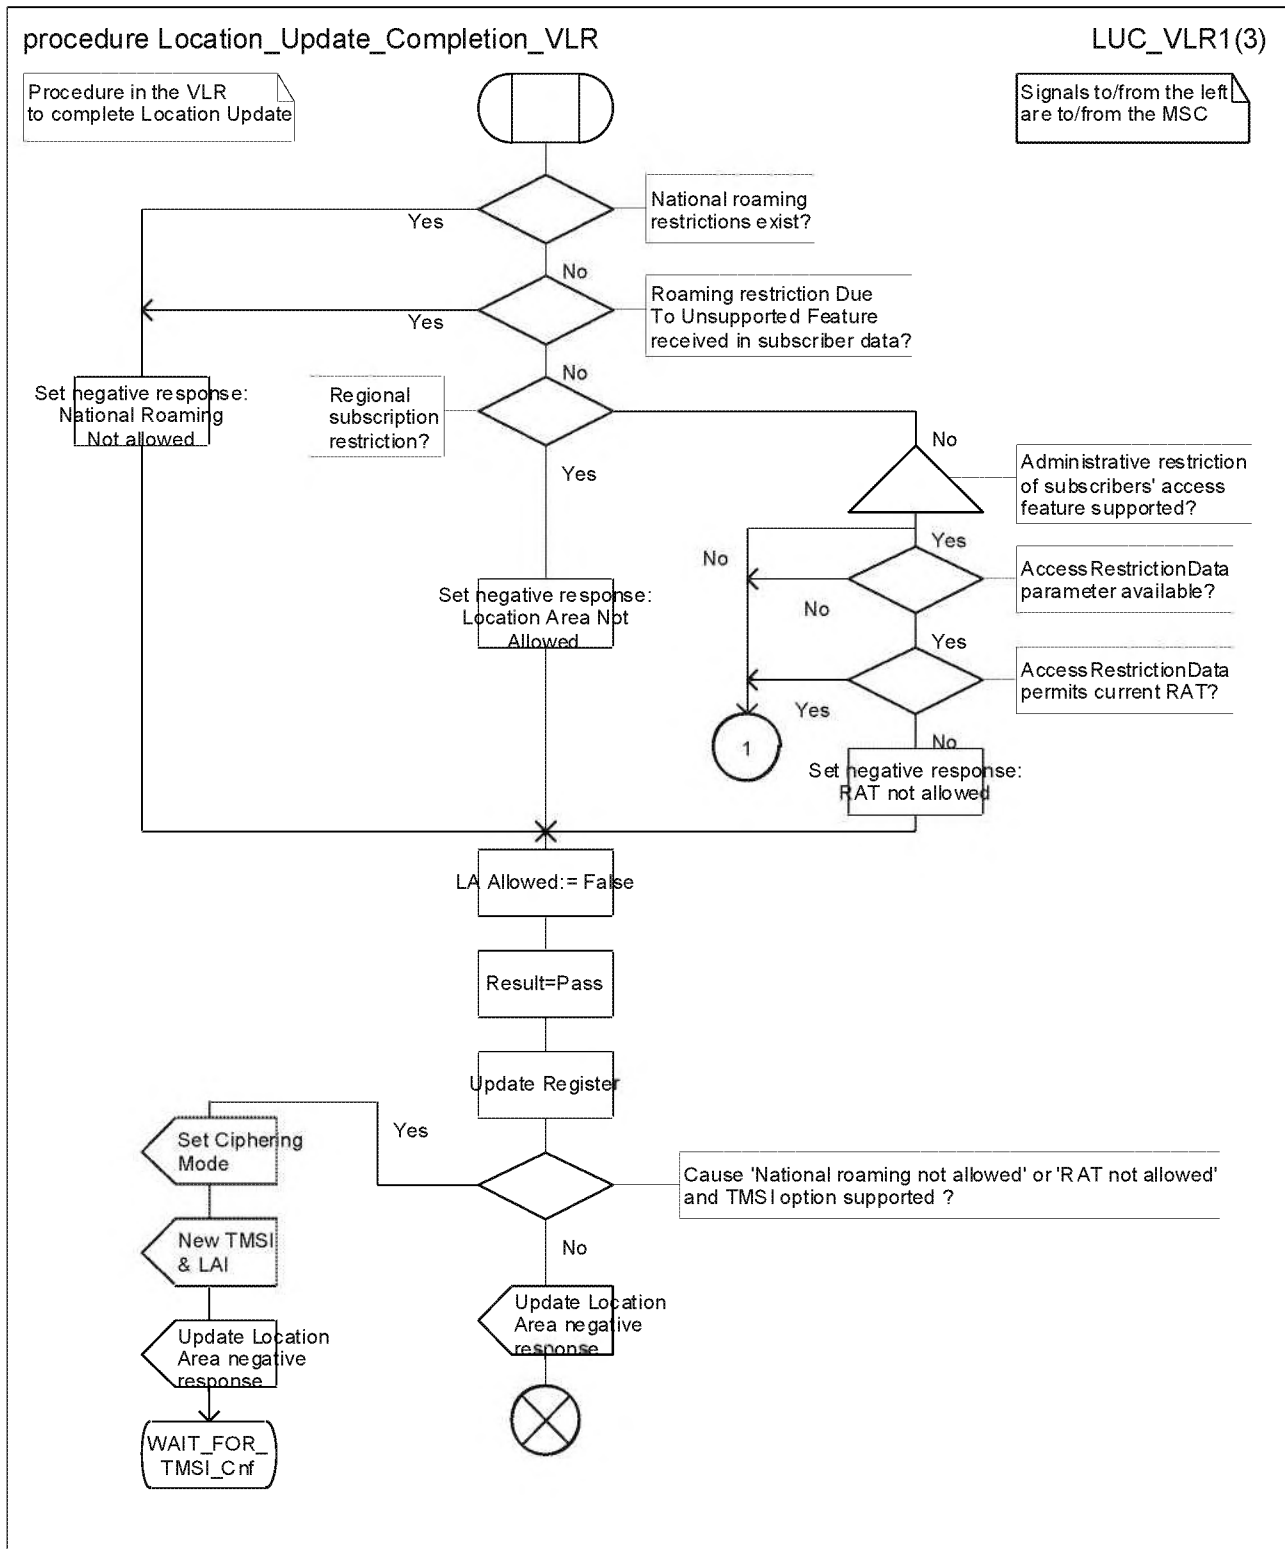 procedure Location_Update_Completion_VLR
LUC_VLR1(3)
Procedure in the VLR
to complete Location Update
Signals to/from the left
are to/from the MSC
National roaming
restrictions exist?
Yes
No
Roaming restriction Due
To Unsupported Feature
received in subscriber data?
Yes
No
Set negative response:
National Roaming
Not allowed
Regional
subscription
restriction?
No
Yes
Administrative restriction
of subscribers' access
feature supported?
Yes
No
AccessRestrictionData
parameter available?
No
Set negative response:
Location Area Not
Allowed
Yes
AccessRestrictionData
permits current RAT?
Yes
No
1
Set negative response:
RAT not allowed
LA Allowed:= False
Result=Pass
Update Register
Yes
Set Ciphering
Mode
Cause 'National roaming not allowed' or 'RAT not allowed'
and TMSI option supported ?
New TMSI
& LAI
No
Update Location
Area negative
response
Update Location
Area negative
response
WAIT_FOR_
TMSI_Cnf